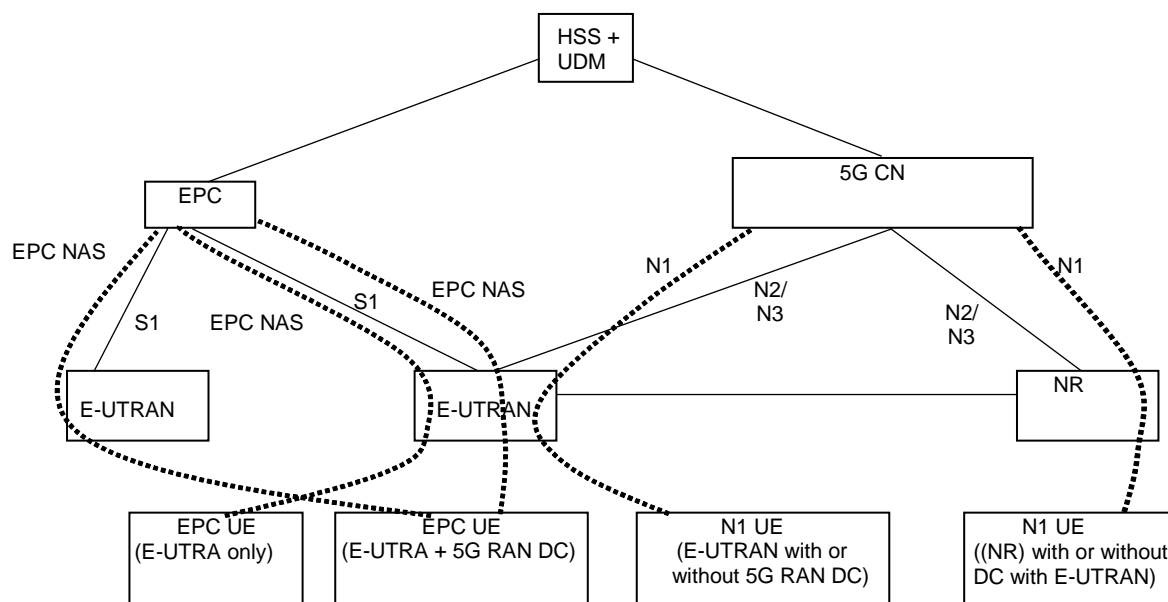 HSS +
UDM
5G CN
EPC
EPC NAS
N1
N1
EPC NAS
N2/
N3
S1
S1
EPC NAS
N2/
N3
NR
E-UTRAN
E-UTRAN
EPC UE
(E-UTRA only)
EPC UE
(E-UTRA + 5G RAN DC)
N1 UE
(E-UTRAN with or
without 5G RAN DC)
N1 UE
((NR) with or without
DC with E-UTRAN)